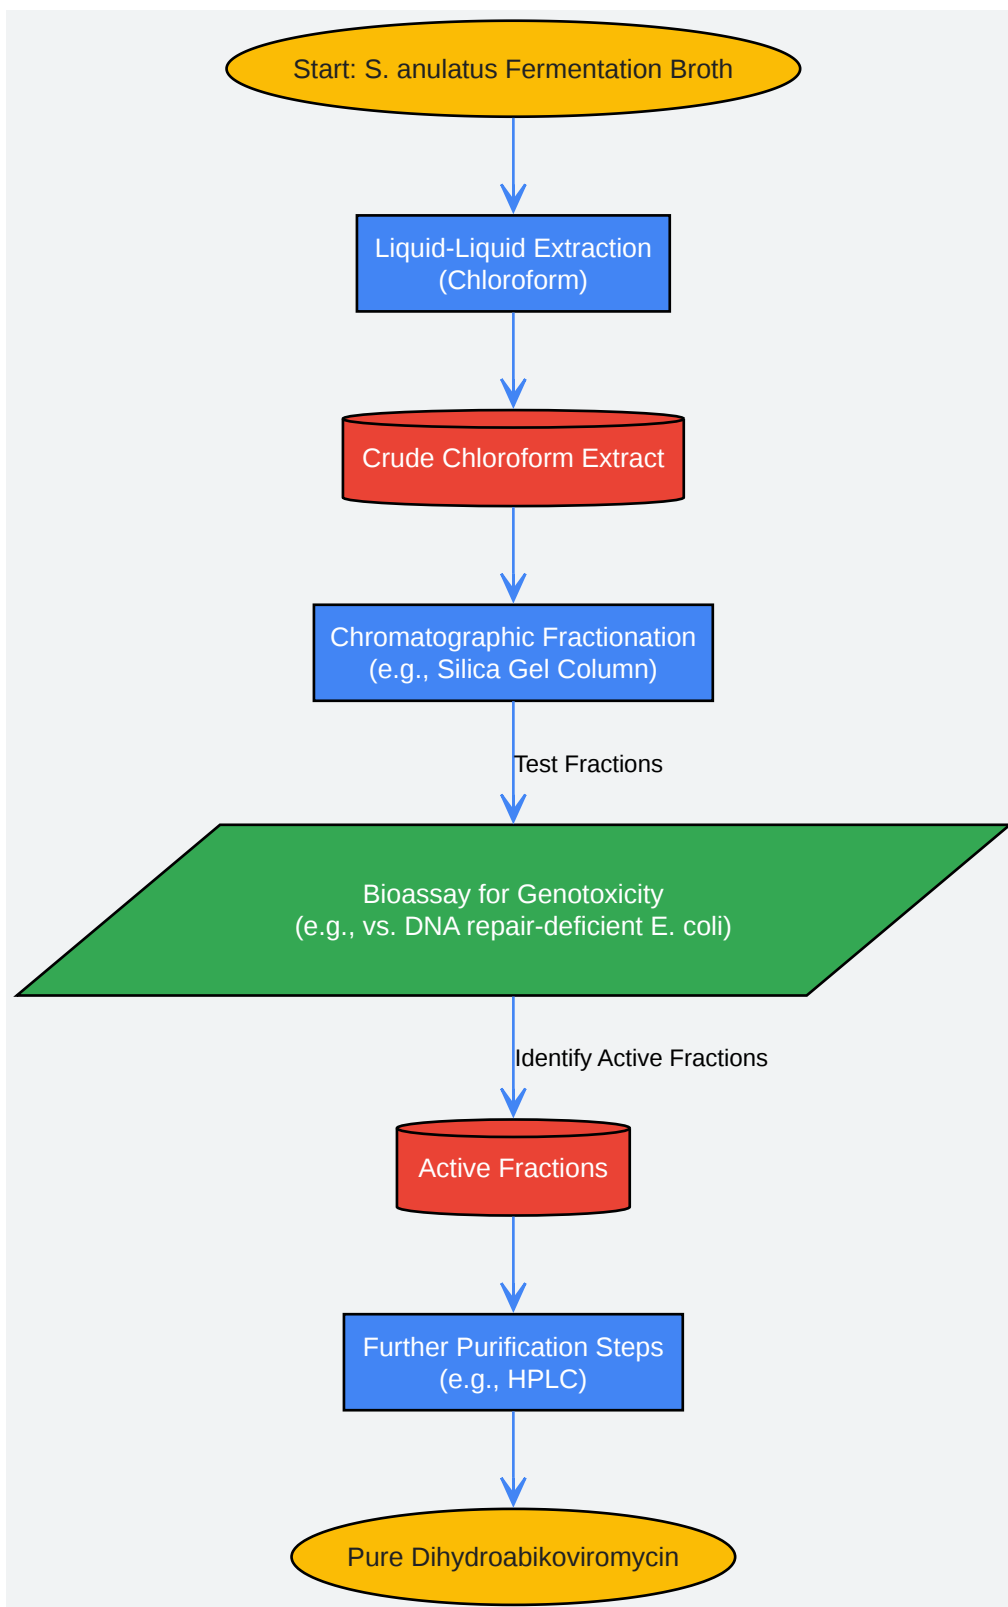 Start: S. anulatus Fermentation Broth
Liquid-Liquid Extraction
(Chloroform)
Crude Chloroform Extract
Chromatographic Fractionation
(e.g., Silica Gel Column)
Test Fractions
Bioassay for Genotoxicity
(e.g., vs. DNA repair-deficient E. coli)
Identify Active Fractions
Active Fractions
Further Purification Steps
(e.g., HPLC)
Pure Dihydroabikoviromycin